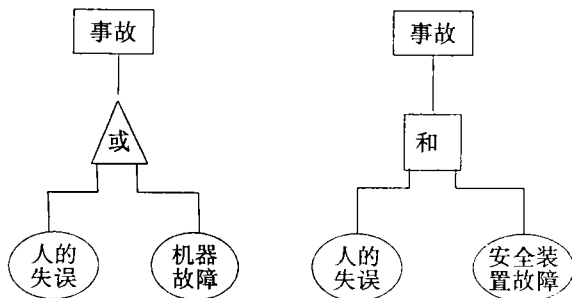 事故
或
人的
失误
机器
故障
事故
和
人的
失误
安全装
置故障